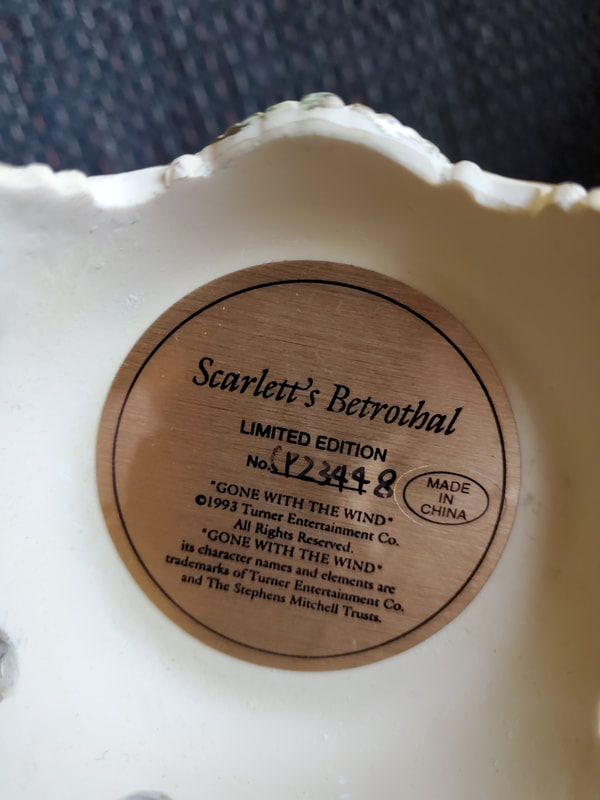 Scarlett's Betrothal
LIMITED EDITION
No. CY23448
MADE
IN
CHINA
"GONE WITH THE WIND"
©1993 Turner Entertainment Co.
All Rights Reserved.
"GONE WITH THE WIND"
its character names and elements are
trademarks of Turner Entertainment Co.
and The Stephens Mitchell Trusts.